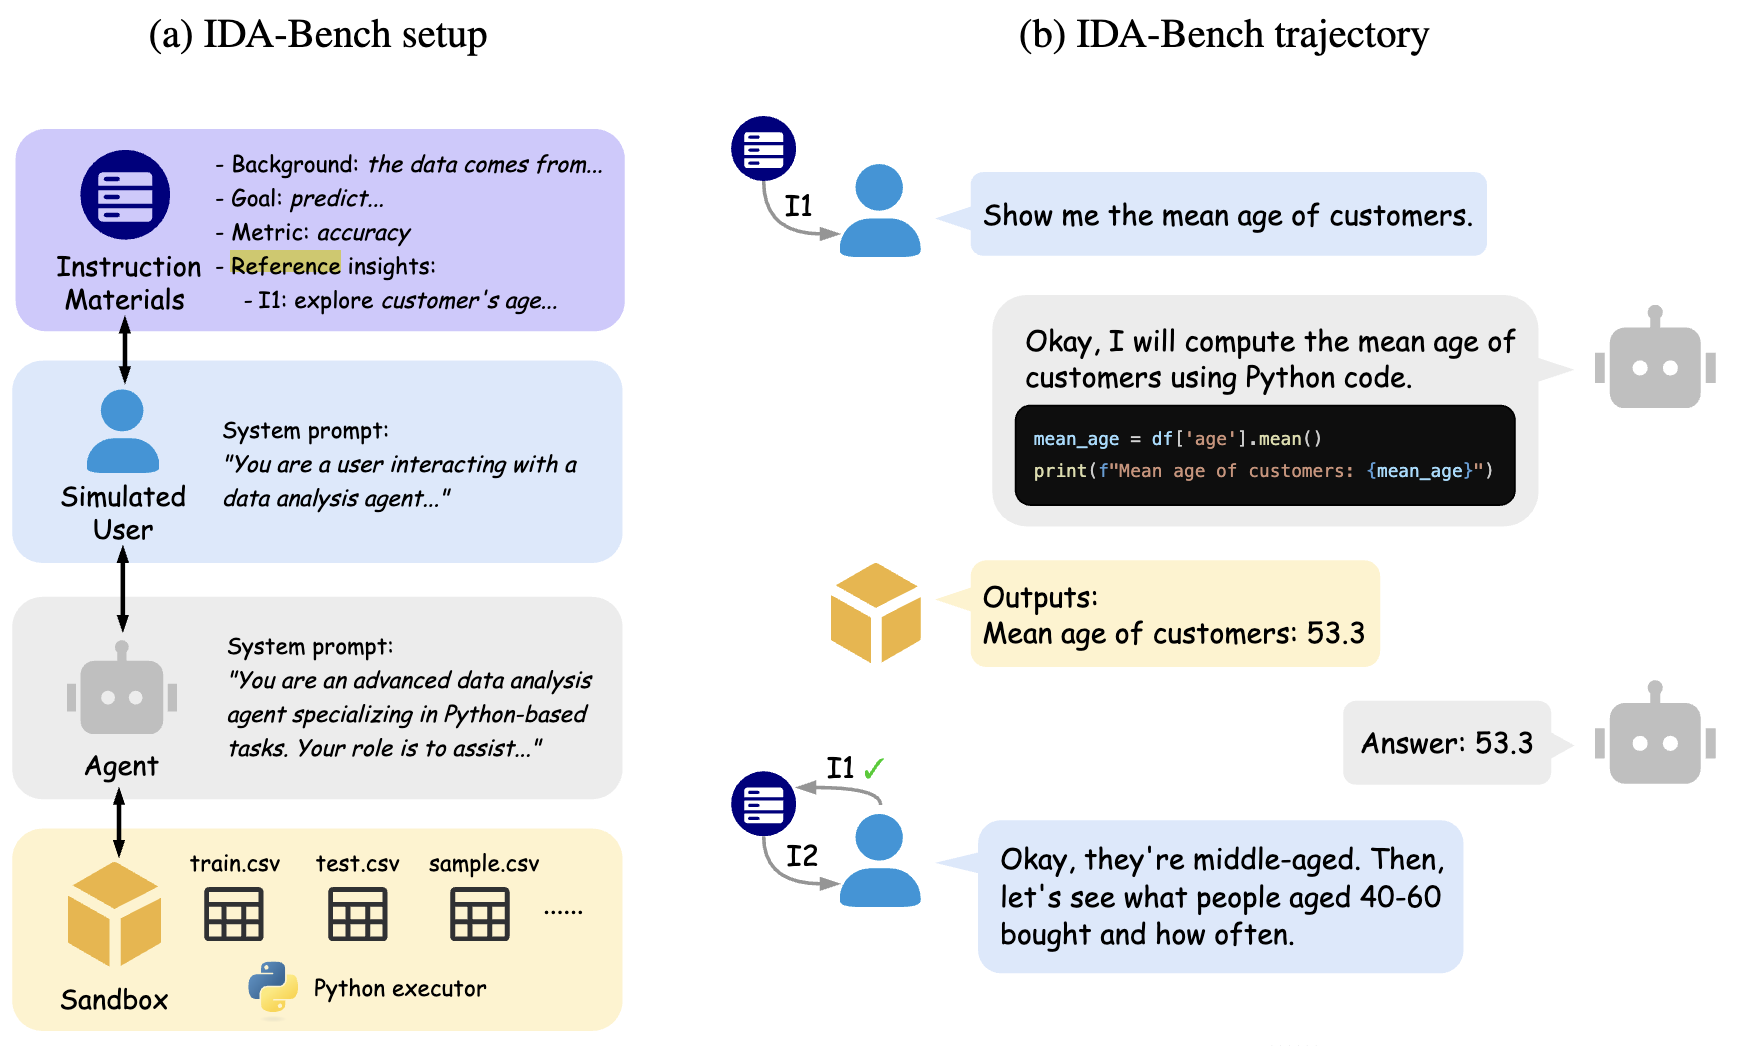 (a) IDA-Bench setup
- Background: the data comes from...
- Goal: predict...
- Metric: accuracy
- Reference insights:
- I1: explore customer's age...
Instruction
Materials
System prompt:
"You are a user interacting with a
data analysis agent..."
Simulated
User
System prompt:
"You are an advanced data analysis
agent specializing in Python-based
tasks. Your role is to assist..."
Agent
train.csv
test.csv
sample.csv
......
Python executor
Sandbox
(b) IDA-Bench trajectory
I1
Show me the mean age of customers.
Okay, I will compute the mean age of
customers using Python code.
mean_age = df['age'].mean()
print(f"Mean age of customers: {mean_age}")
Outputs:
Mean age of customers: 53.3
Answer: 53.3
I1 ✓
I2
Okay, they're middle-aged. Then,
let's see what people aged 40-60
bought and how often.